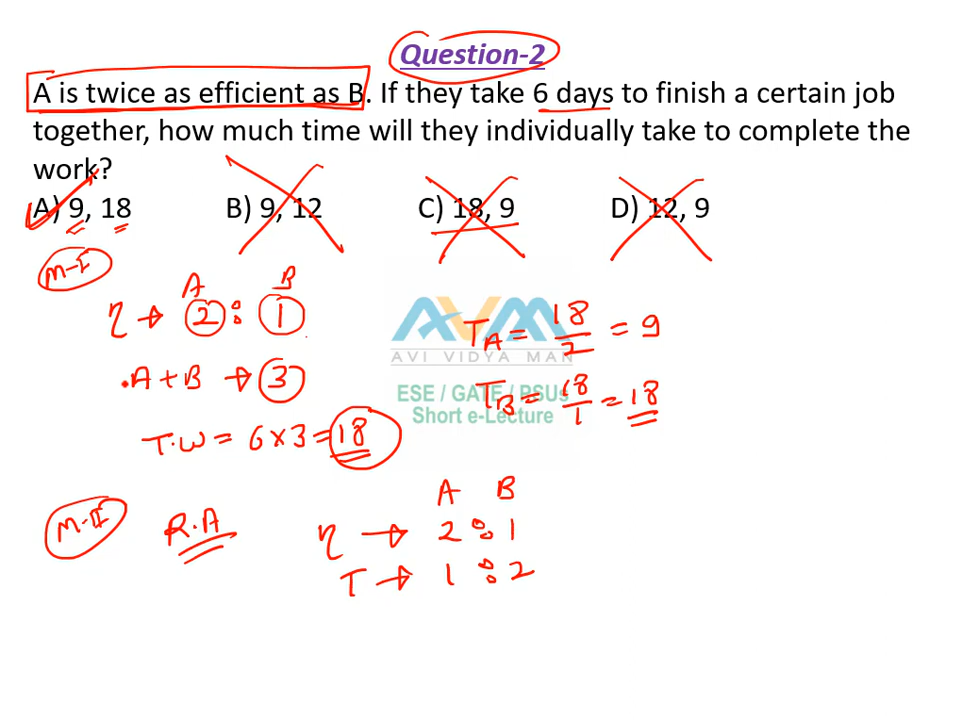 Question-2
A is twice as efficient as B. If they take 6 days to finish a certain job
together, how much time will they individually take to complete the
work?
A) 9, 18 B) 9, 12 C) 18, 9 D) 12, 9
M-I
A B
η → 2 : 1
A + B → 3
T.W = 6 × 3 = 18
T_A = 18/2 = 9
T_B = 18/1 = 18
AVM
AVI VIDYA MAN
ESE / GATE / PSUs
Short e-Lecture
M-II R.A
A B
η → 2 : 1
T → 1 : 2